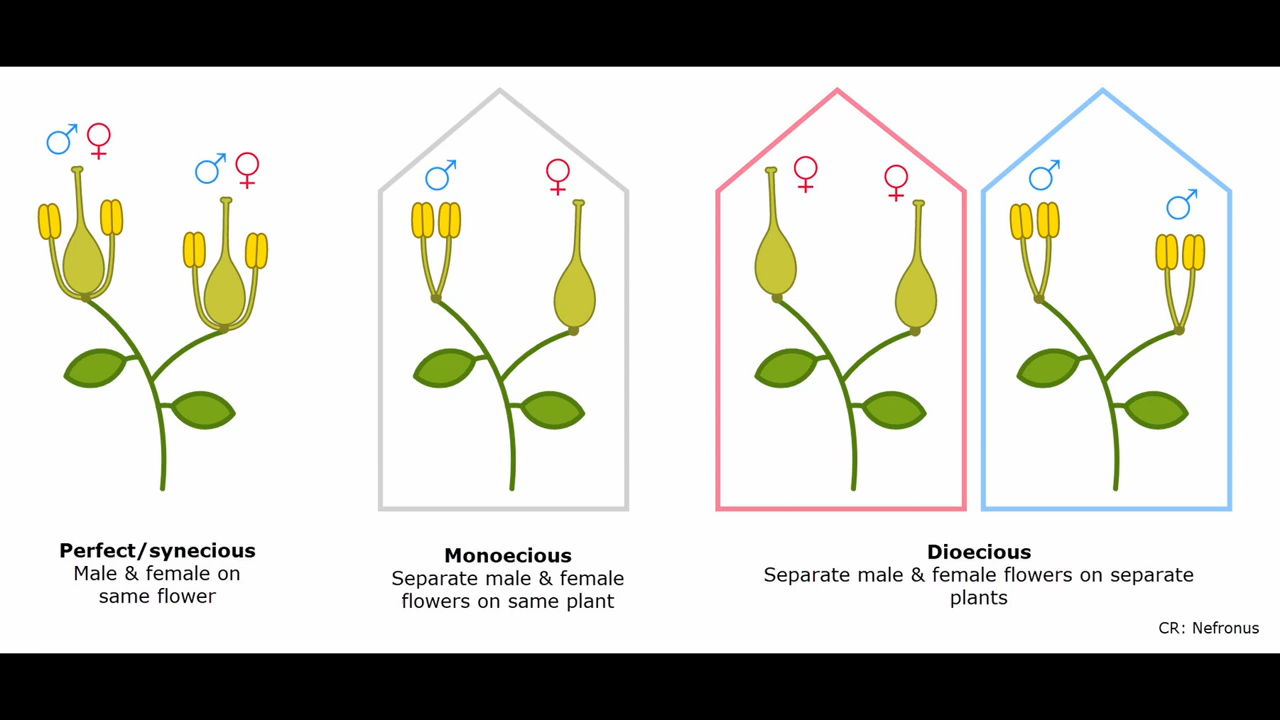 Perfect/synecious
Male & female on
same flower
Monoecious
Separate male & female
flowers on same plant
Dioecious
Separate male & female flowers on separate
plants
CR: Nefronus